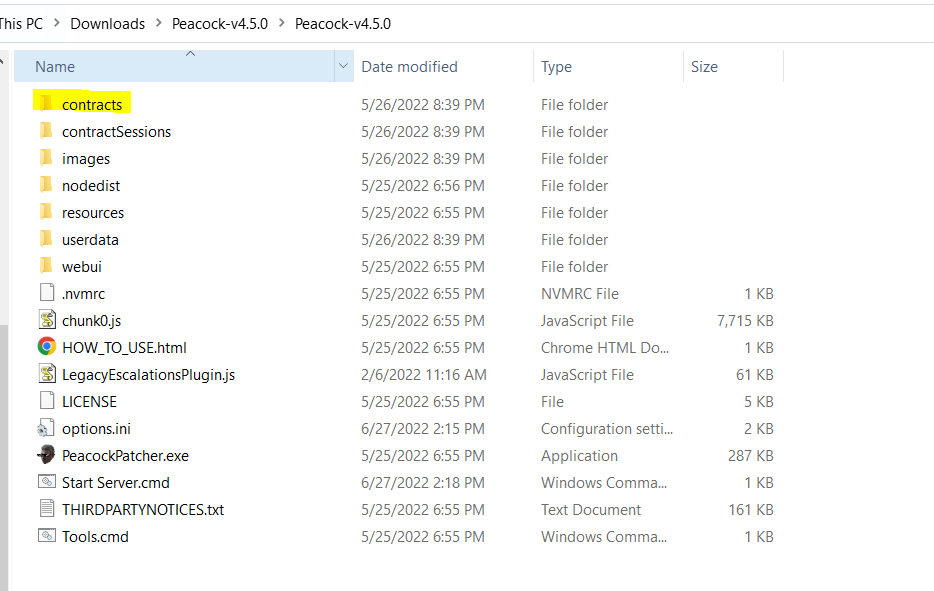 This PC > Downloads > Peacock-v4.5.0 > Peacock-v4.5.0
Name Date modified Type Size
contracts 5/26/2022 8:39 PM File folder
contractSessions 5/26/2022 8:39 PM File folder
images 5/26/2022 8:39 PM File folder
nodedist 5/25/2022 6:56 PM File folder
resources 5/25/2022 6:55 PM File folder
userdata 5/26/2022 8:39 PM File folder
webui 5/25/2022 6:55 PM File folder
.nvmrc 5/25/2022 6:55 PM NVMRC File 1 KB
chunk0.js 5/25/2022 6:55 PM JavaScript File 7,715 KB
HOW_TO_USE.html 5/25/2022 6:55 PM Chrome HTML Do... 1 KB
LegacyEscalationsPlugin.js 2/6/2022 11:16 AM JavaScript File 61 KB
LICENSE 5/25/2022 6:55 PM File 5 KB
options.ini 6/27/2022 2:15 PM Configuration setti... 2 KB
PeacockPatcher.exe 5/25/2022 6:55 PM Application 287 KB
Start Server.cmd 6/27/2022 2:18 PM Windows Comma... 1 KB
THIRDPARTYNOTICES.txt 5/25/2022 6:55 PM Text Document 161 KB
Tools.cmd 5/25/2022 6:55 PM Windows Comma... 1 KB